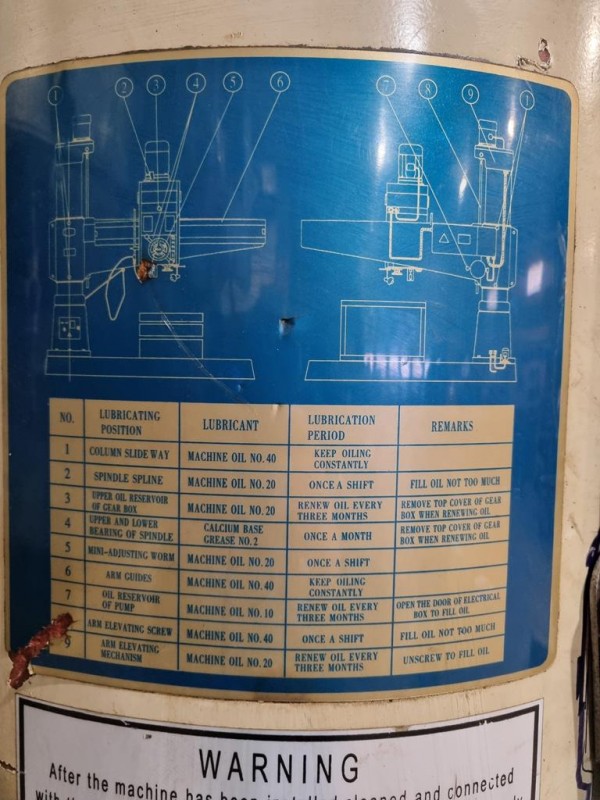 1 2 3 4 5 6 7 8 9 1
NO. LUBRICATING POSITION LUBRICANT LUBRICATION PERIOD REMARKS
1 COLUMN SLIDE WAY MACHINE OIL NO. 40 KEEP OILING CONSTANTLY
2 SPINDLE SPLINE MACHINE OIL NO. 20 ONCE A SHIFT FILL OIL NOT TOO MUCH
3 UPPER OIL RESERVOIR OF GEAR BOX MACHINE OIL NO. 20 RENEW OIL EVERY THREE MONTHS REMOVE TOP COVER OF GEAR BOX WHEN RENEWING OIL
4 UPPER AND LOWER BEARING OF SPINDLE CALCIUM BASE GREASE NO. 2 ONCE A MONTH REMOVE TOP COVER OF GEAR BOX WHEN RENEWING OIL
5 MINI-ADJUSTING WORM MACHINE OIL NO. 20 ONCE A SHIFT
6 ARM GUIDES MACHINE OIL NO. 40 KEEP OILING CONSTANTLY
7 OIL RESERVOIR OF PUMP MACHINE OIL NO. 10 RENEW OIL EVERY THREE MONTHS OPEN THE DOOR OF ELECTRICAL BOX TO FILL OIL
ARM ELEVATING SCREW MACHINE OIL NO. 40 ONCE A SHIFT FILL OIL NOT TOO MUCH
9 ARM ELEVATING MECHANISM MACHINE OIL NO. 20 RENEW OIL EVERY THREE MONTHS UNSCREW TO FILL OIL
WARNING
After the machine has been installed cleaned and connected